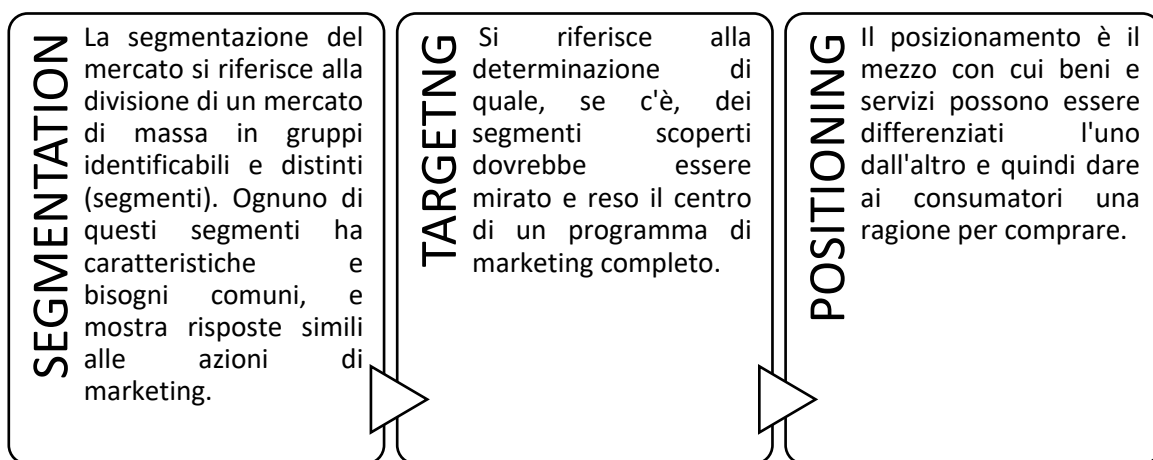 SEGMENTATION
La segmentazione del
mercato si riferisce alla
divisione di un mercato
di massa in gruppi
identificabili e distinti
(segmenti). Ognuno di
questi segmenti ha
caratteristiche e
bisogni comuni, e
mostra risposte simili
alle azioni di
marketing.
TARGETNG
Si riferisce alla
determinazione di
quale, se c'è, dei
segmenti scoperti
dovrebbe essere
mirato e reso il centro
di un programma di
marketing completo.
POSITIONING
Il posizionamento è il
mezzo con cui beni e
servizi possono essere
differenziati l'uno
dall'altro e quindi dare
ai consumatori una
ragione per comprare.